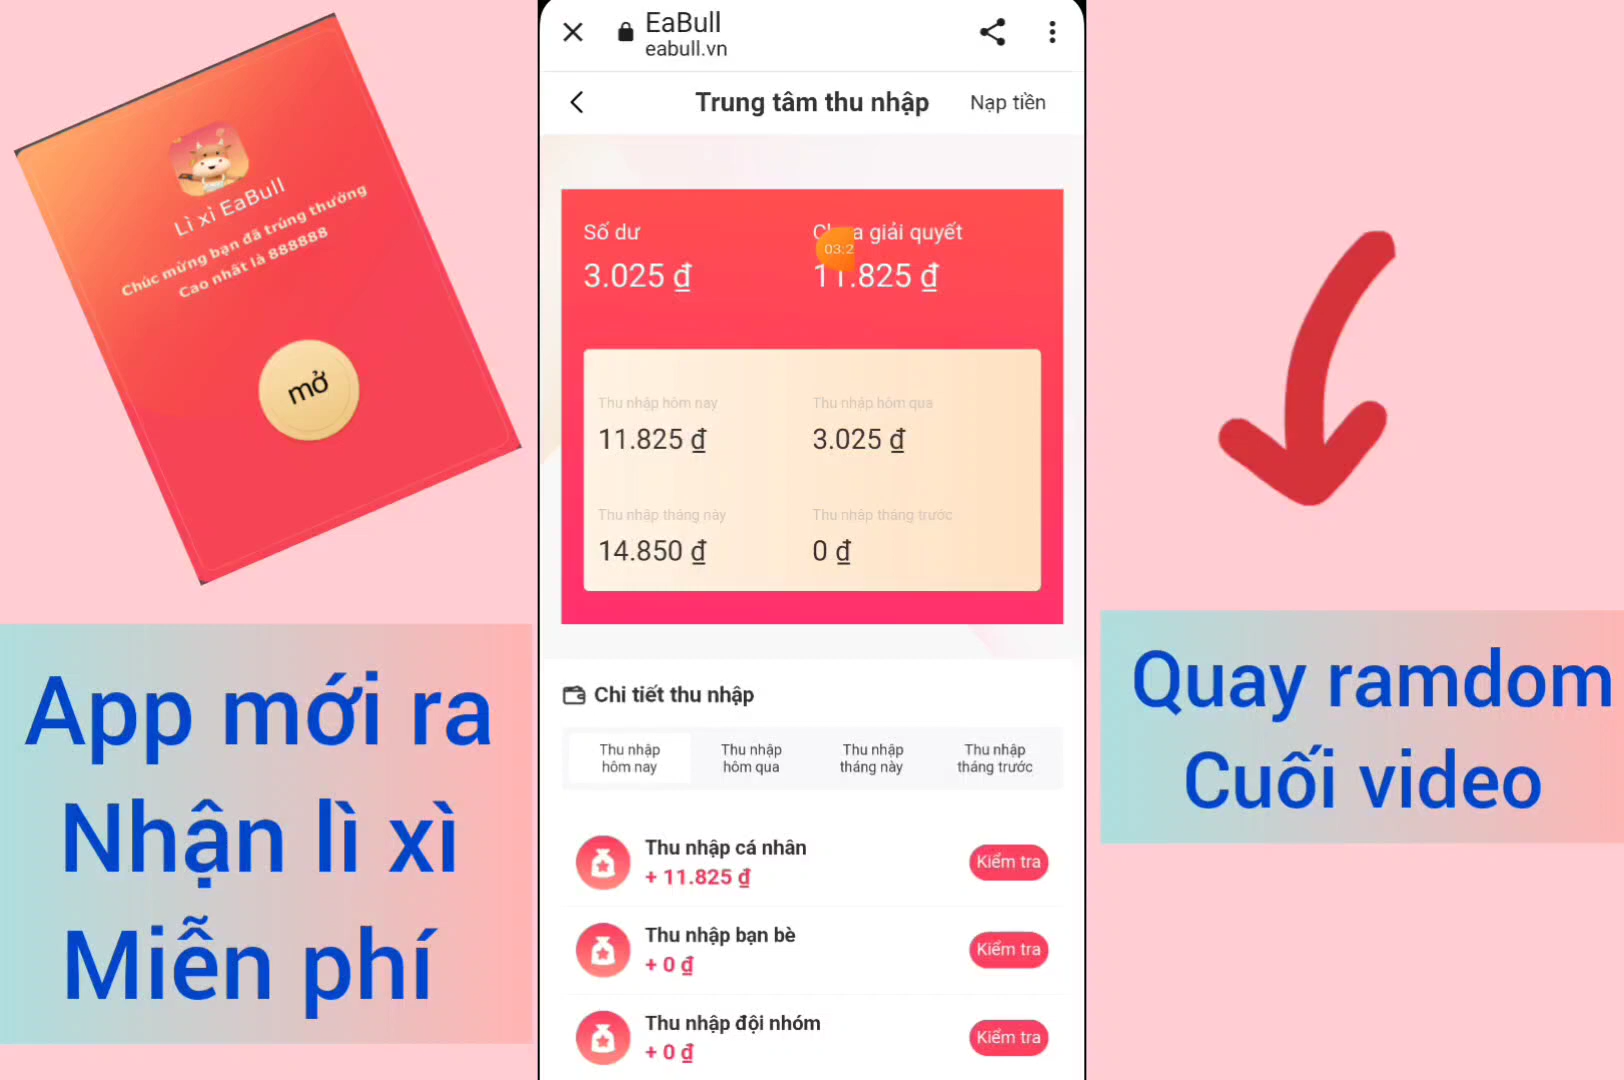 Lì xì EaBull
Chúc mừng bạn đã trúng thưởng
Cao nhất là 888888
mở
App mới ra
Nhận lì xì
Miễn phí
EaBull
eabull.vn
Trung tâm thu nhập
Nạp tiền
Số dư
3.025 ₫
giải quyết
03:2
11.825 ₫
Thu nhập hôm nay
11.825 ₫
Thu nhập hôm qua
3.025 ₫
Thu nhập tháng này
14.850 ₫
Thu nhập tháng trước
0 ₫
Chi tiết thu nhập
Thu nhập
hôm nay
Thu nhập
hôm qua
Thu nhập
tháng này
Thu nhập
tháng trước
Thu nhập cá nhân
+ 11.825 ₫
Kiểm tra
Thu nhập bạn bè
+ 0 ₫
Kiểm tra
Thu nhập đội nhóm
+ 0 ₫
Kiểm tra
Quay ramdom
Cuối video